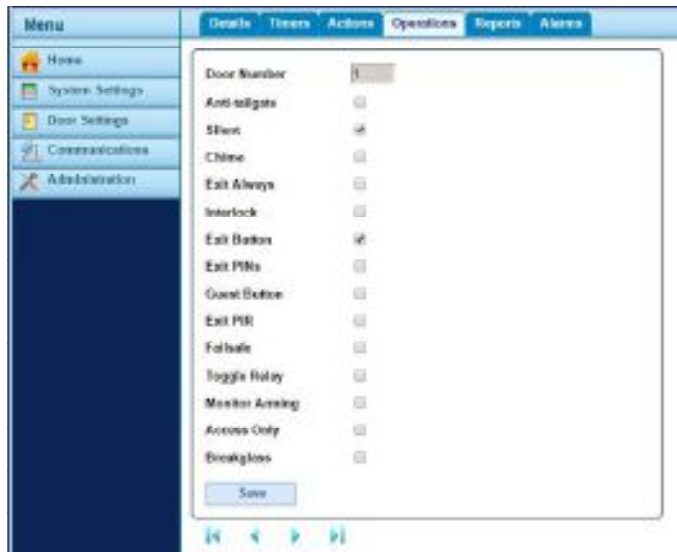 Menu
Details Timers Actions Operations Reports Alarms
Home
System Settings
Door Settings
Communications
Administration
Door Number 1
Anti-tailgate
Silent
Chime
Exit Always
Interlock
Exit Button
Exit PINs
Guest Button
Exit PIR
Failsafe
Toggle Relay
Monitor Arming
Access Only
Breakglass
Save